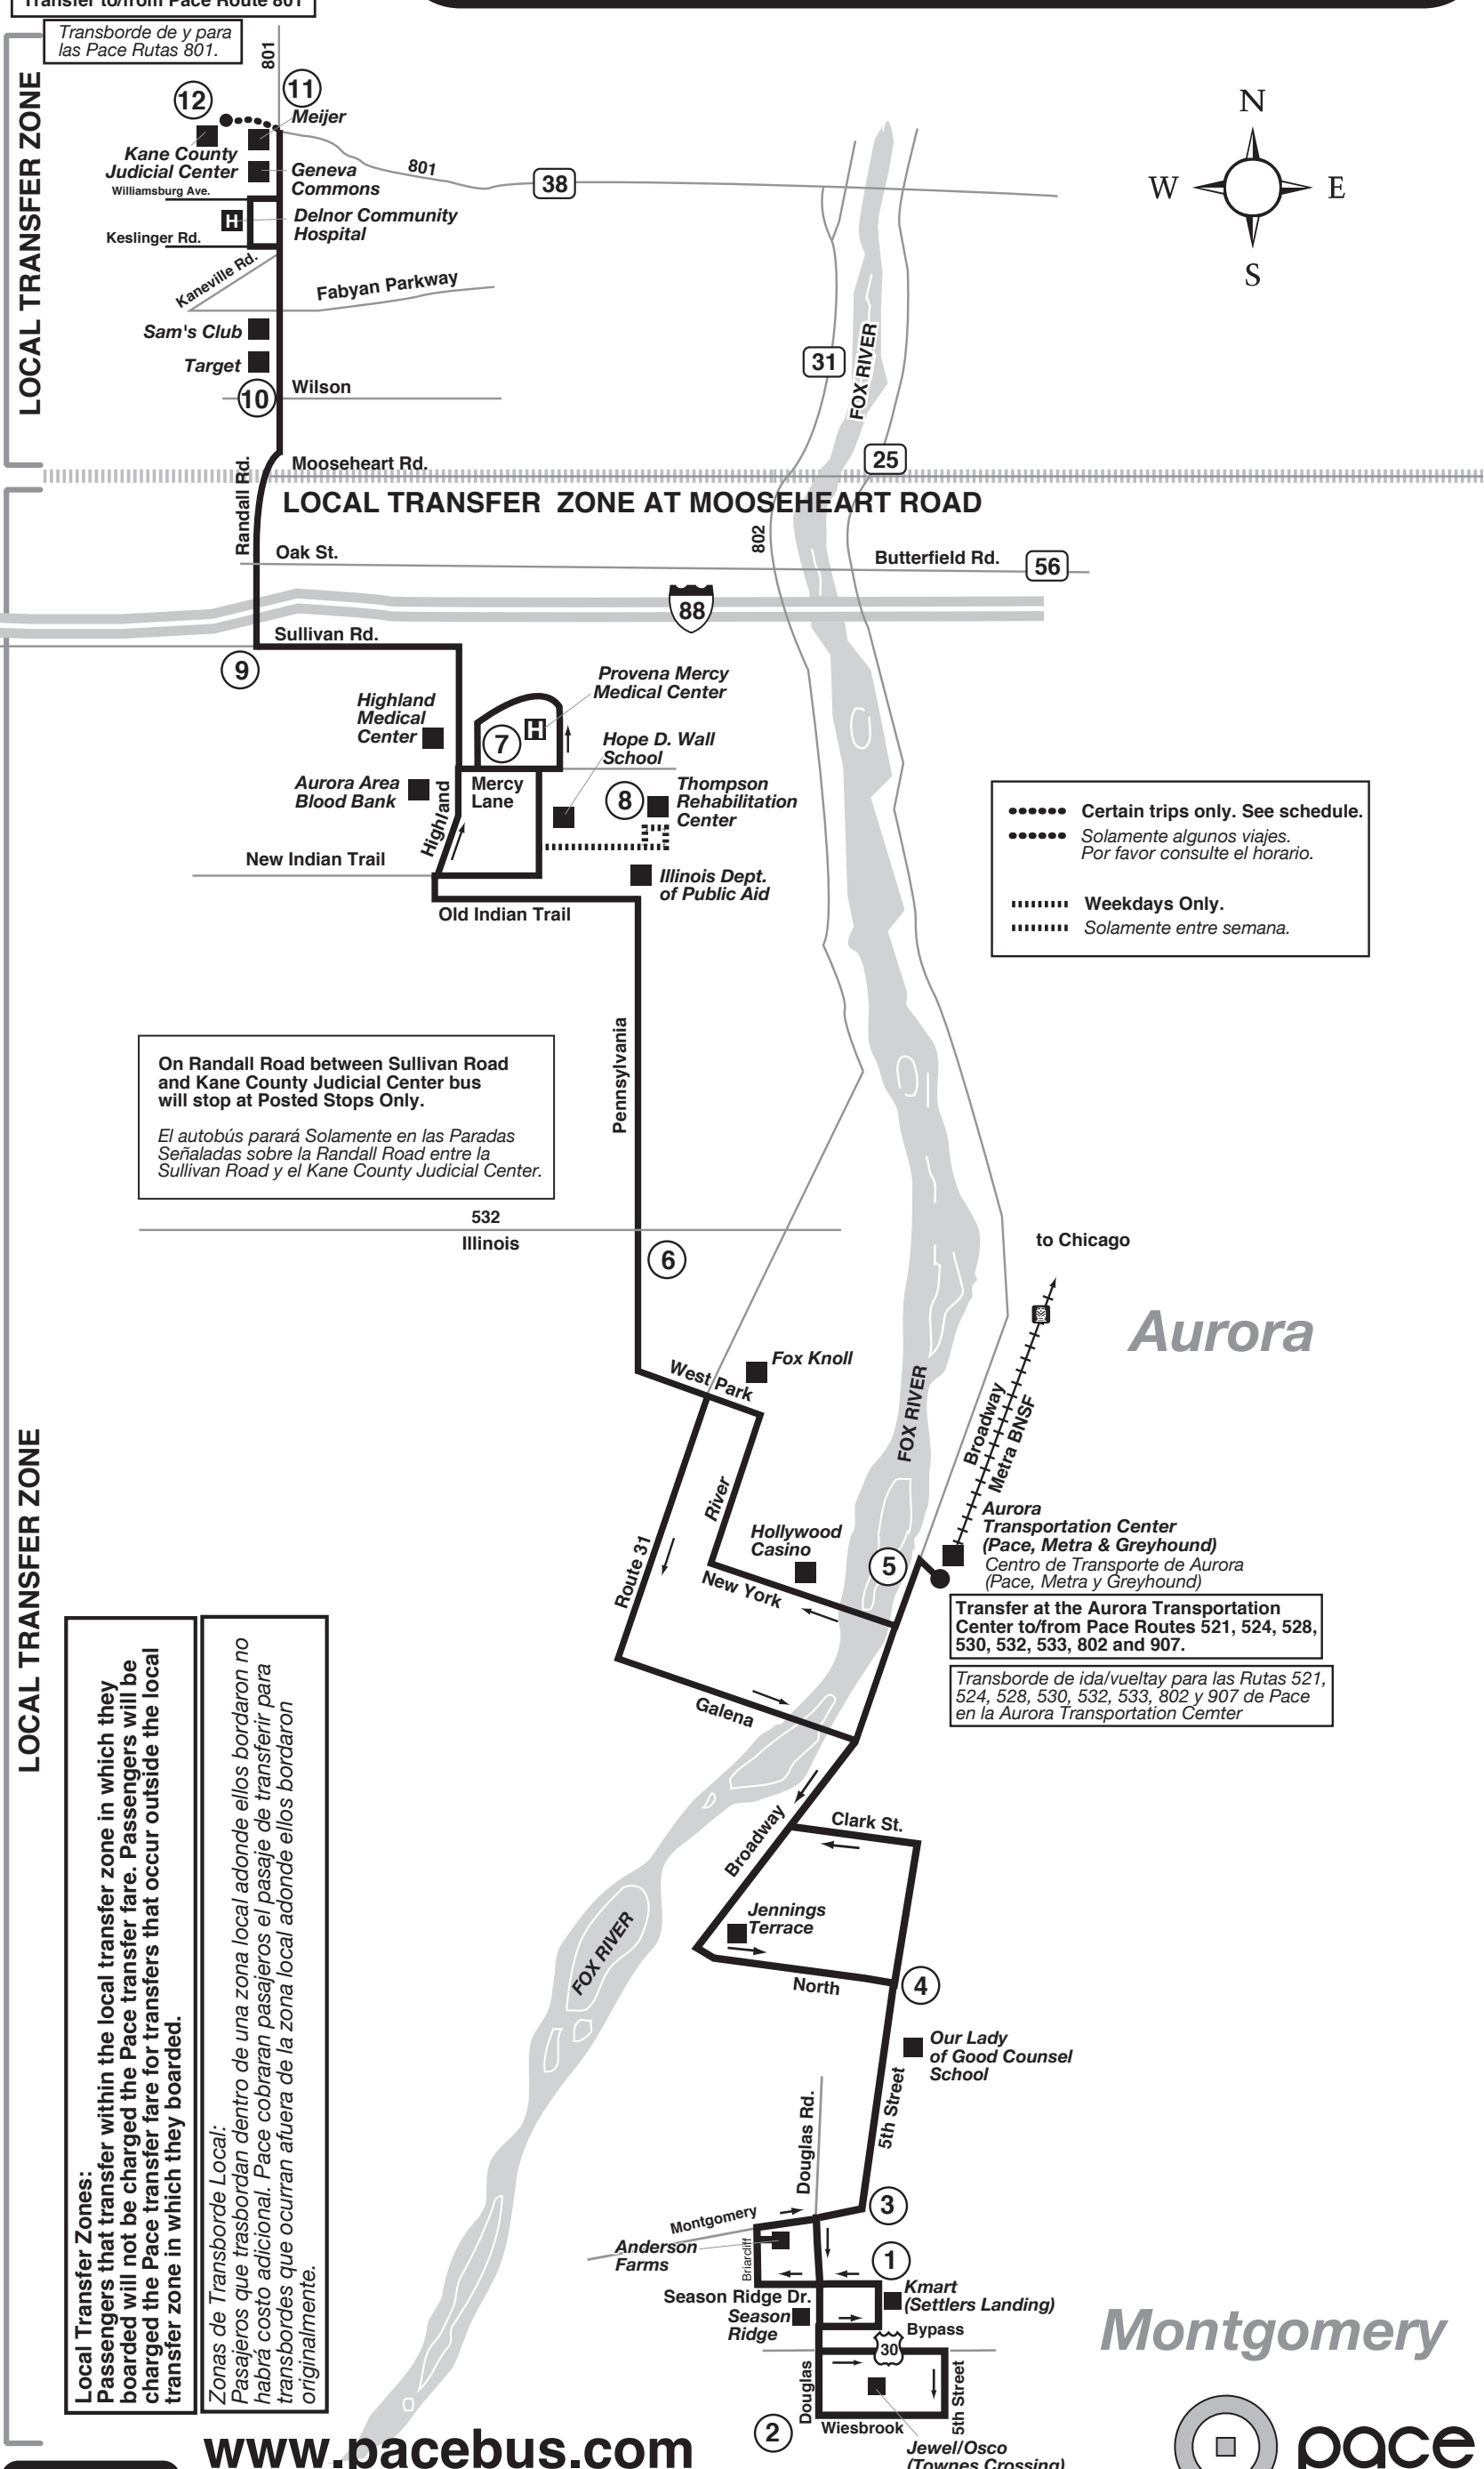 Transfer to/from Pace Route 801
Transborde de y para
las Pace Rutas 801.
801
LOCAL TRANSFER ZONE
12
11
Meijer
Kane County
Judicial Center
Geneva
Commons
801
38
Williamsburg Ave.
H
Delnor Community
Hospital
Keslinger Rd.
Kaneville Rd.
Fabyan Parkway
Sam's Club
Target
10
Wilson
N
W
E
S
31
FOX RIVER
25
Randall Rd.
Mooseheart Rd.
LOCAL TRANSFER ZONE AT MOOSEHEART ROAD
802
Oak St.
Butterfield Rd.
56
88
Sullivan Rd.
9
Highland
Medical
Center
Provena Mercy
Medical Center
7
H
Hope D. Wall
School
Aurora Area
Blood Bank
Highland
Mercy
Lane
8
Thompson
Rehabilitation
Center
New Indian Trail
Illinois Dept.
of Public Aid
Old Indian Trail
Certain trips only. See schedule.
Solamente algunos viajes.
Por favor consulte el horario.
Weekdays Only.
Solamente entre semana.
Pennsylvania
On Randall Road between Sullivan Road
and Kane County Judicial Center bus
will stop at Posted Stops Only.
El autobús parará Solamente en las Paradas
Señaladas sobre la Randall Road entre la
Sullivan Road y el Kane County Judicial Center.
532
Illinois
6
to Chicago
Aurora
West Park
Fox Knoll
FOX RIVER
Broadway
Metra BNSF
LOCAL TRANSFER ZONE
River
Route 31
Hollywood
Casino
New York
5
Aurora
Transportation Center
(Pace, Metra & Greyhound)
Centro de Transporte de Aurora
(Pace, Metra y Greyhound)
Transfer at the Aurora Transportation
Center to/from Pace Routes 521, 524, 528,
530, 532, 533, 802 and 907.
Transborde de ida/vueltay para las Rutas 521,
524, 528, 530, 532, 533, 802 y 907 de Pace
en la Aurora Transportation Cemter
Galena
Broadway
Clark St.
Jennings
Terrace
North
FOX RIVER
4
Our Lady
of Good Counsel
School
5th Street
Douglas Rd.
Local Transfer Zones:
Passengers that transfer within the local transfer zone in which they
boarded will not be charged the Pace transfer fare. Passengers will be
charged the Pace transfer fare for transfers that occur outside the local
transfer zone in which they boarded.
Zonas de Transborde Local:
Pasajeros que trasbordan dentro de una zona local adonde ellos bordaron no
habrá costo adicional. Pace cobraran pasajeros el pasaje de transferir para
transbordes que ocurran afuera de la zona local adonde ellos bordaron
originalmente.
3
Montgomery
Anderson
Farms
Briarcliff
1
Season Ridge Dr.
Kmart
(Settlers Landing)
Season
Ridge
Bypass
30
Montgomery
Douglas
5th Street
2
Wiesbrook
Jewel/Osco
(Townes Crossing)
www.pacebus.com
pace